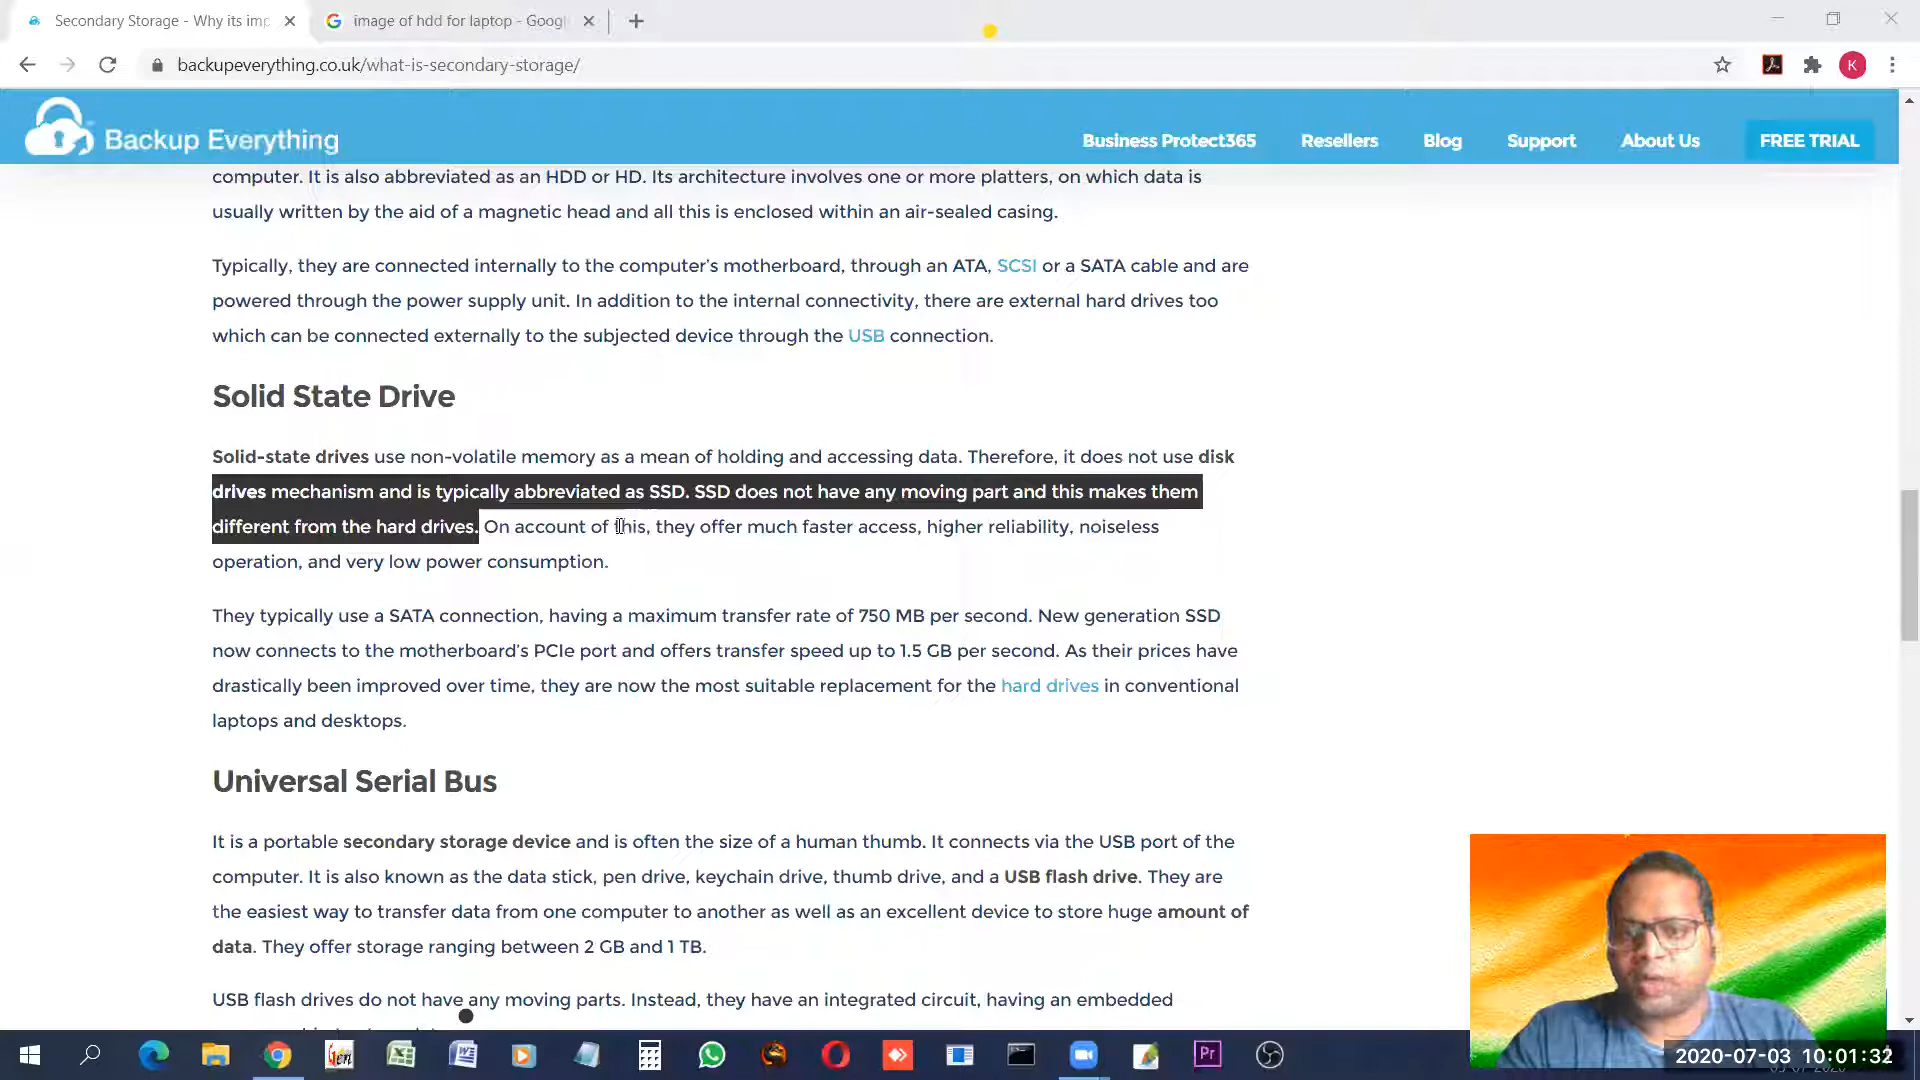 Secondary Storage - Why its imp
image of hdd for laptop - Googl
backupeverything.co.uk/what-is-secondary-storage/
K
Backup Everything
Business Protect365
Resellers
Blog
Support
About Us
FREE TRIAL
computer. It is also abbreviated as an HDD or HD. Its architecture involves one or more platters, on which data is
usually written by the aid of a magnetic head and all this is enclosed within an air-sealed casing.
Typically, they are connected internally to the computer’s motherboard, through an ATA, SCSI or a SATA cable and are
powered through the power supply unit. In addition to the internal connectivity, there are external hard drives too
which can be connected externally to the subjected device through the USB connection.
Solid State Drive
Solid-state drives use non-volatile memory as a mean of holding and accessing data. Therefore, it does not use disk
drives mechanism and is typically abbreviated as SSD. SSD does not have any moving part and this makes them
different from the hard drives. On account of this, they offer much faster access, higher reliability, noiseless
operation, and very low power consumption.
They typically use a SATA connection, having a maximum transfer rate of 750 MB per second. New generation SSD
now connects to the motherboard’s PCIe port and offers transfer speed up to 1.5 GB per second. As their prices have
drastically been improved over time, they are now the most suitable replacement for the hard drives in conventional
laptops and desktops.
Universal Serial Bus
It is a portable secondary storage device and is often the size of a human thumb. It connects via the USB port of the
computer. It is also known as the data stick, pen drive, keychain drive, thumb drive, and a USB flash drive. They are
the easiest way to transfer data from one computer to another as well as an excellent device to store huge amount of
data. They offer storage ranging between 2 GB and 1 TB.
USB flash drives do not have any moving parts. Instead, they have an integrated circuit, having an embedded
Gen
Pr
2020-07-03 10:01:32